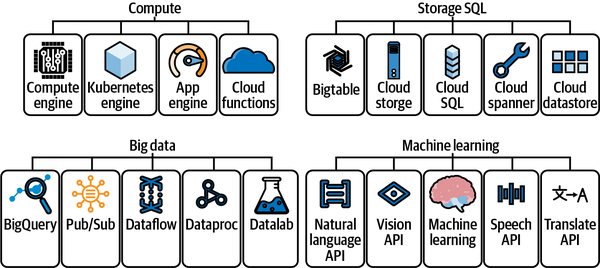 Compute
Storage SQL
Compute
engine
Kubernetes
engine
App
engine
Cloud
functions
Bigtable
Cloud
storge
Cloud
SQL
Cloud
spanner
Cloud
datastore
Big data
Machine learning
BigQuery
Pub/Sub
Dataflow
Dataproc
Datalab
Natural
language
API
Vision
API
Machine
learning
Speech
API
文→A
Translate
API